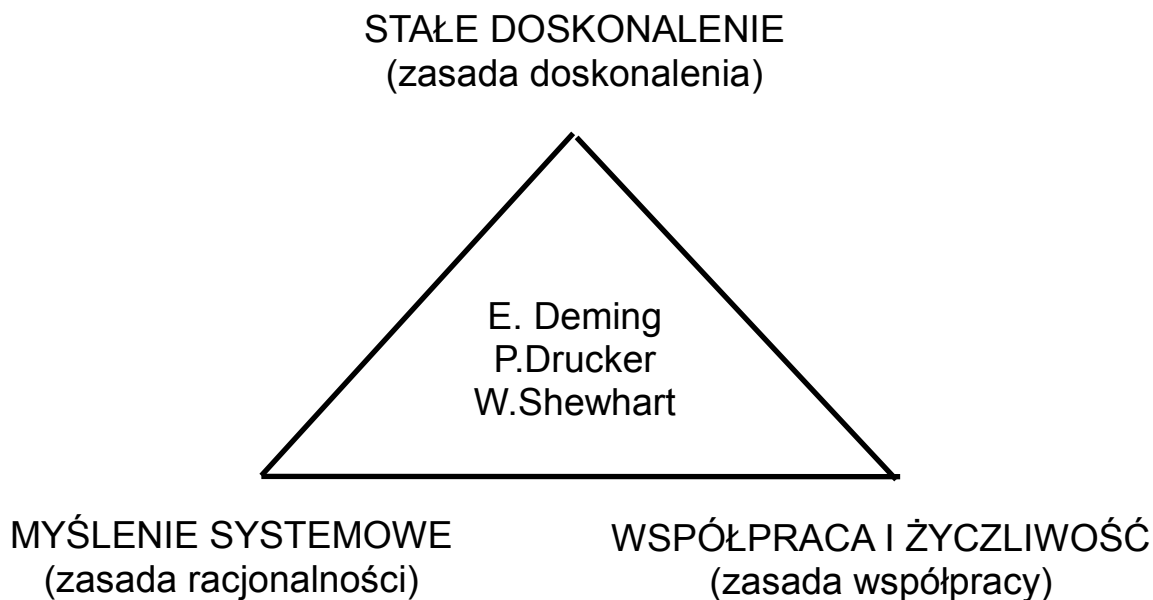 STAŁE DOSKONALENIE
(zasada doskonalenia)
E. Deming
P.Drucker
W.Shewhart
MYŚLENIE SYSTEMOWE
(zasada racjonalności)
WSPÓŁPRACA I ŻYCZLIWOŚĆ
(zasada współpracy)